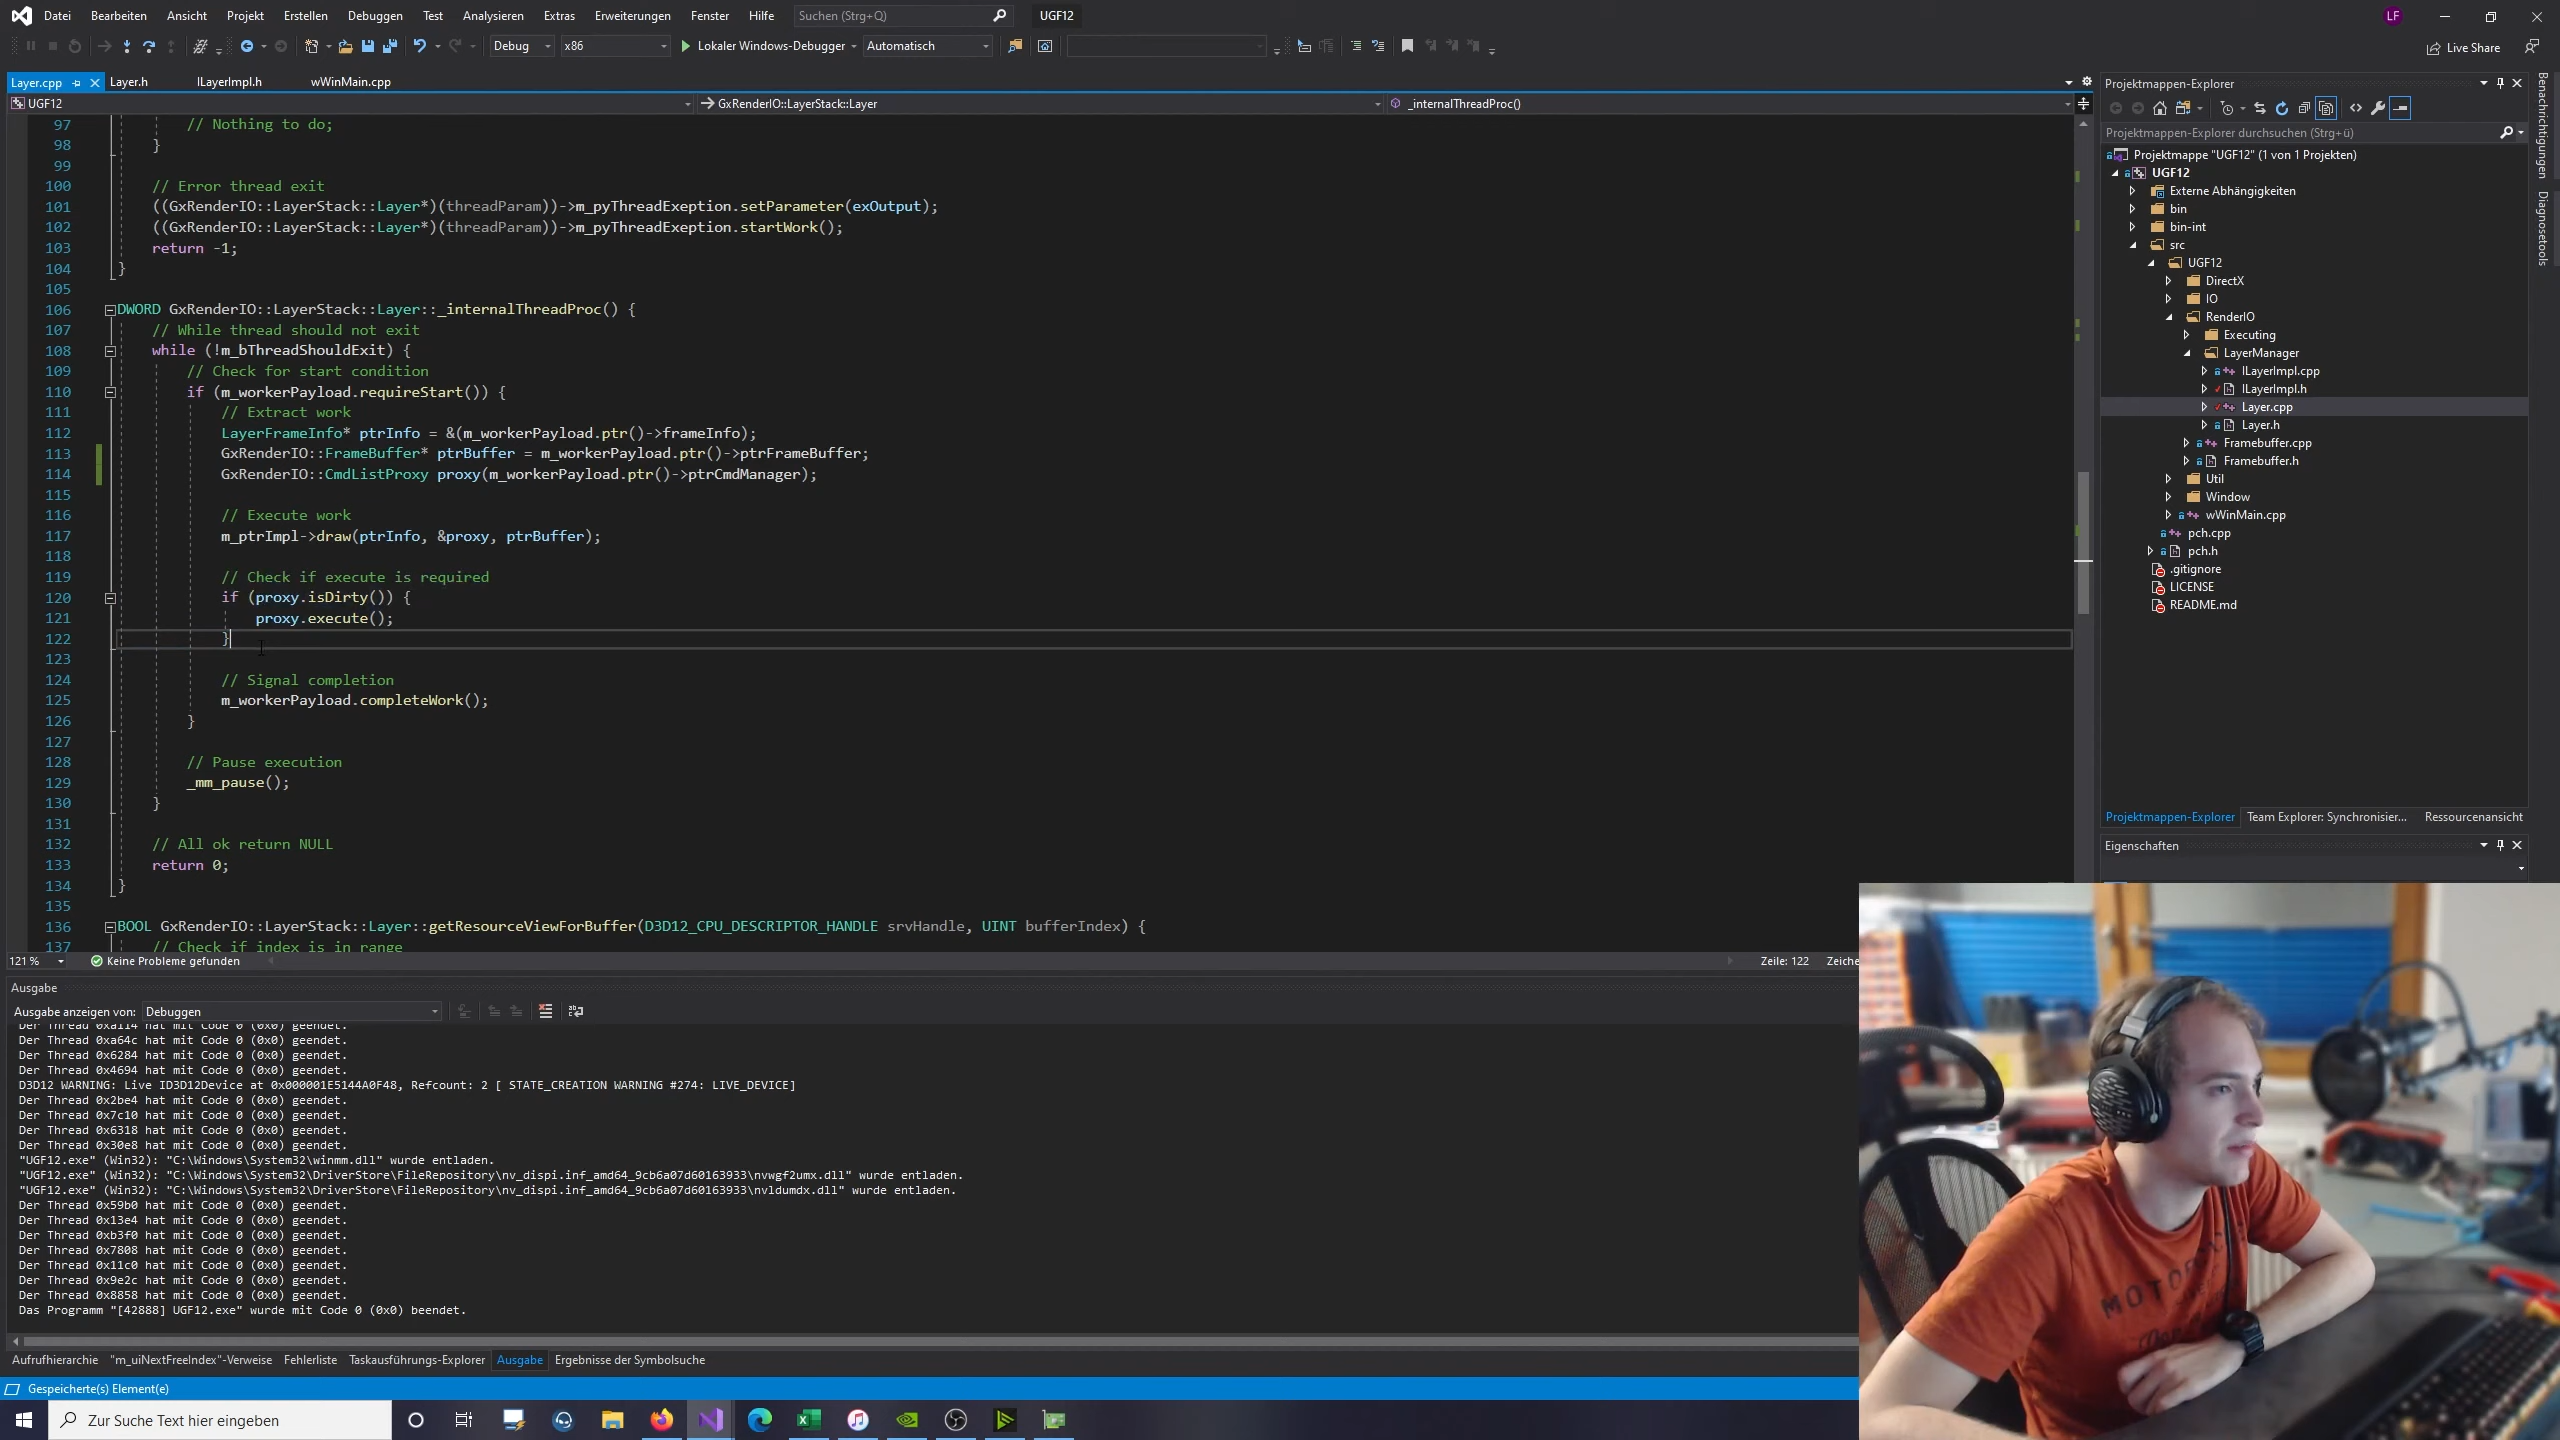 Datei Bearbeiten Ansicht Projekt Erstellen Debuggen Test Analysieren Extras Erweiterungen Fenster Hilfe Suchen (Strg+Q) UGF12 LF
Debug x86 Lokaler Windows-Debugger Automatisch Live Share
Layer.cpp Layer.h ILayerImpl.h wWinMain.cpp
UGF12 GxRenderIO::LayerStack::Layer _internalThreadProc()
97 // Nothing to do;
98 }
99
100 // Error thread exit
101 ((GxRenderIO::LayerStack::Layer*)(threadParam))->m_pyThreadExeption.setParameter(exOutput);
102 ((GxRenderIO::LayerStack::Layer*)(threadParam))->m_pyThreadExeption.startWork();
103 return -1;
104 }
105
106 DWORD GxRenderIO::LayerStack::Layer::_internalThreadProc() {
107 // While thread should not exit
108 while (!m_bThreadShouldExit) {
109 // Check for start condition
110 if (m_workerPayload.requireStart()) {
111 // Extract work
112 LayerFrameInfo* ptrInfo = &(m_workerPayload.ptr()->frameInfo);
113 GxRenderIO::FrameBuffer* ptrBuffer = m_workerPayload.ptr()->ptrFrameBuffer;
114 GxRenderIO::CmdListProxy proxy(m_workerPayload.ptr()->ptrCmdManager);
115
116 // Execute work
117 m_ptrImpl->draw(ptrInfo, &proxy, ptrBuffer);
118
119 // Check if execute is required
120 if (proxy.isDirty()) {
121 proxy.execute();
122 }
123
124 // Signal completion
125 m_workerPayload.completeWork();
126 }
127
128 // Pause execution
129 _mm_pause();
130 }
131
132 // All ok return NULL
133 return 0;
134 }
135
136 BOOL GxRenderIO::LayerStack::Layer::getResourceViewForBuffer(D3D12_CPU_DESCRIPTOR_HANDLE srvHandle, UINT bufferIndex) {
137 // Check if index is in range
121 % Keine Probleme gefunden Zeile: 122 Zeiche
Ausgabe
Ausgabe anzeigen von: Debuggen
Der Thread 0xa114 hat mit Code 0 (0x0) geendet.
Der Thread 0xa64c hat mit Code 0 (0x0) geendet.
Der Thread 0x6284 hat mit Code 0 (0x0) geendet.
Der Thread 0x4694 hat mit Code 0 (0x0) geendet.
D3D12 WARNING: Live ID3D12Device at 0x000001E5144A0F48, Refcount: 2 [ STATE_CREATION WARNING #274: LIVE_DEVICE]
Der Thread 0x2be4 hat mit Code 0 (0x0) geendet.
Der Thread 0x7c10 hat mit Code 0 (0x0) geendet.
Der Thread 0x6318 hat mit Code 0 (0x0) geendet.
Der Thread 0x30e8 hat mit Code 0 (0x0) geendet.
"UGF12.exe" (Win32): "C:\Windows\System32\winmm.dll" wurde entladen.
"UGF12.exe" (Win32): "C:\Windows\System32\DriverStore\FileRepository\nv_dispi.inf_amd64_9cb6a07d60163933\nvwgf2umx.dll" wurde entladen.
"UGF12.exe" (Win32): "C:\Windows\System32\DriverStore\FileRepository\nv_dispi.inf_amd64_9cb6a07d60163933\nvldumdx.dll" wurde entladen.
Der Thread 0x59b0 hat mit Code 0 (0x0) geendet.
Der Thread 0x13e4 hat mit Code 0 (0x0) geendet.
Der Thread 0xb3f0 hat mit Code 0 (0x0) geendet.
Der Thread 0x7808 hat mit Code 0 (0x0) geendet.
Der Thread 0x11c0 hat mit Code 0 (0x0) geendet.
Der Thread 0x9e2c hat mit Code 0 (0x0) geendet.
Der Thread 0x8858 hat mit Code 0 (0x0) geendet.
Das Programm "[42888] UGF12.exe" wurde mit Code 0 (0x0) beendet.
Aufrufhierarchie "m_uiNextFreeIndex"-Verweise Fehlerliste Taskausführungs-Explorer Ausgabe Ergebnisse der Symbolsuche
Gespeicherte(s) Element(e)
Zur Suche Text hier eingeben
Projektmappen-Explorer
Projektmappen-Explorer durchsuchen (Strg+ü)
Projektmappe "UGF12" (1 von 1 Projekten)
UGF12
Externe Abhängigkeiten
bin
bin-int
src
UGF12
DirectX
IO
RenderIO
Executing
LayerManager
ILayerImpl.cpp
ILayerImpl.h
Layer.cpp
Layer.h
Framebuffer.cpp
Framebuffer.h
Util
Window
wWinMain.cpp
pch.cpp
pch.h
.gitignore
LICENSE
README.md
Projektmappen-Explorer Team Explorer: Synchronisier... Ressourcenansicht
Eigenschaften
Benachrichtigungen
Diagnosetools